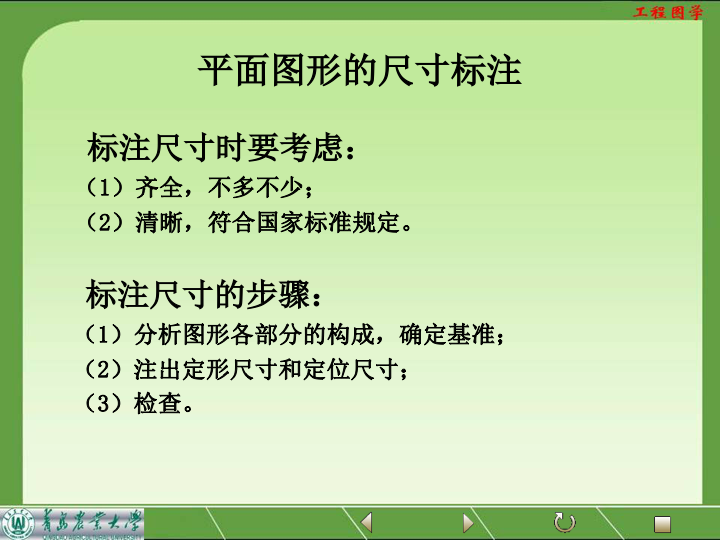 工程图学
平面图形的尺寸标注
标注尺寸时要考虑：
（1）齐全，不多不少；
（2）清晰，符合国家标准规定。
标注尺寸的步骤：
（1）分析图形各部分的构成，确定基准；
（2）注出定形尺寸和定位尺寸；
（3）检查。
青岛农业大学